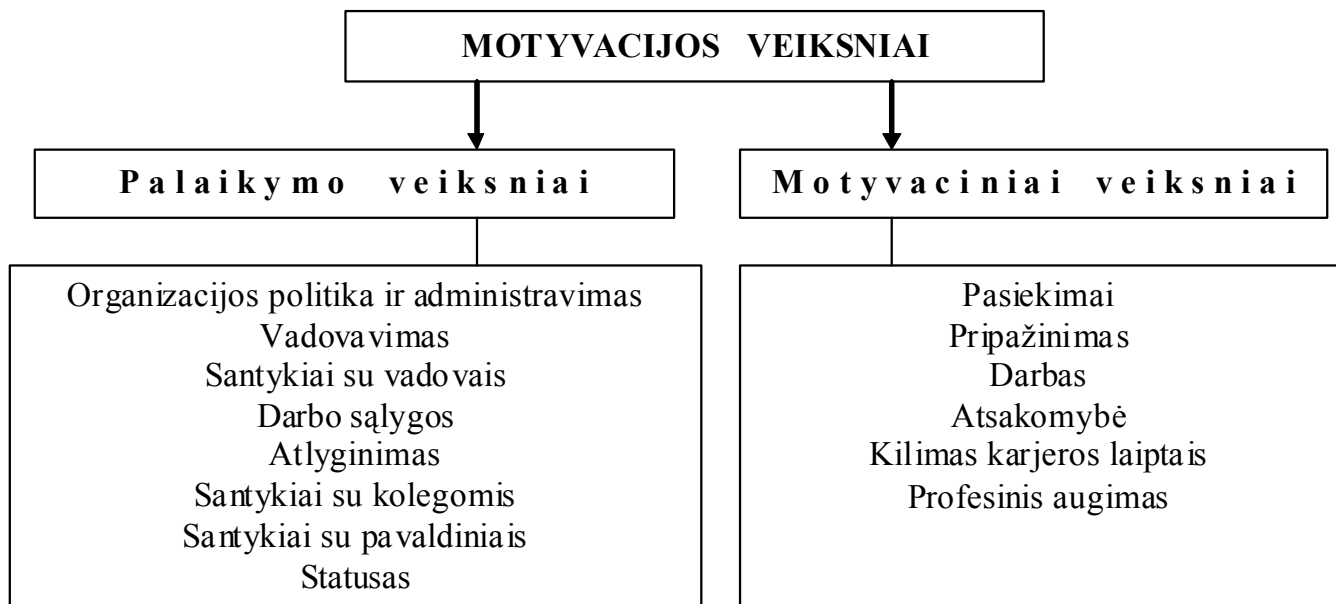 MOTYVACIJOS VEIKSNIAI
Palaikymo veiksniai
Motyvaciniai veiksniai
Organizacijos politika ir administravimas
Vadovavimas
Santykiai su vadovais
Darbo sąlygos
Atlyginimas
Santykiai su kolegomis
Santykiai su pavaldiniais
Statusas
Pasiekimai
Pripažinimas
Darbas
Atsakomybė
Kilimas karjeros laiptais
Profesinis augimas